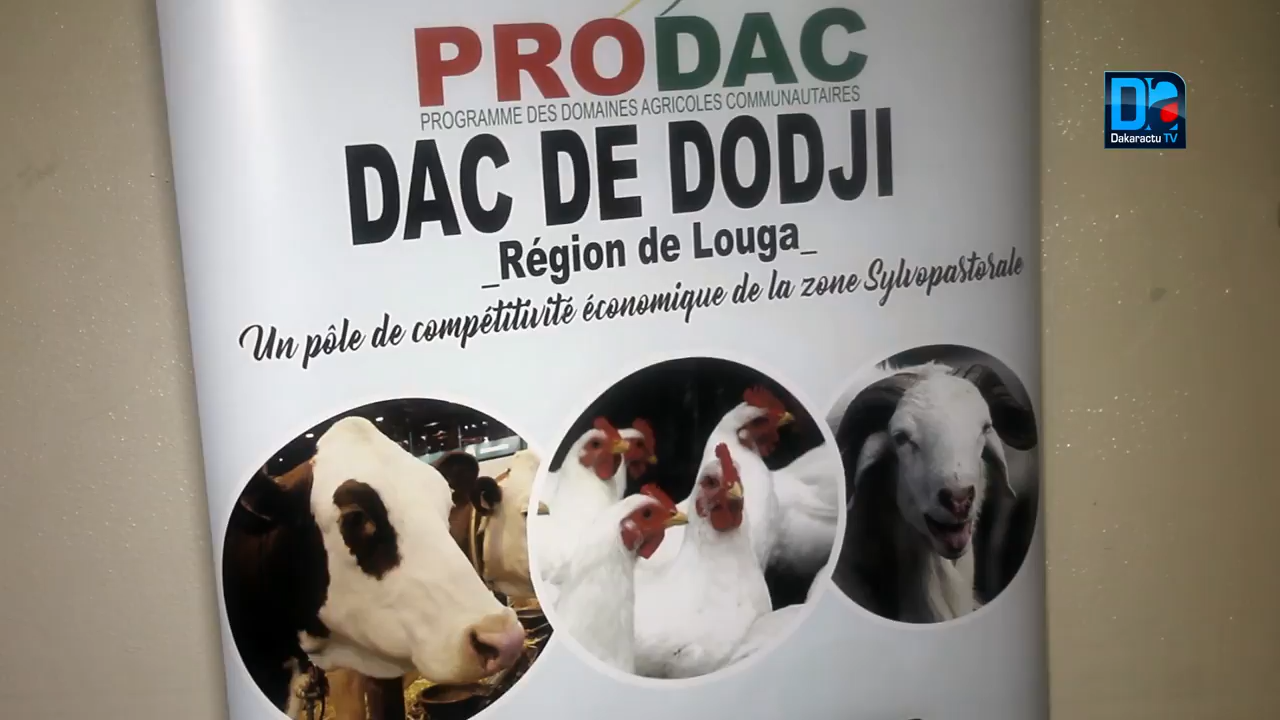 PRODAC
PROGRAMME DES DOMAINES AGRICOLES COMMUNAUTAIRES
DAC DE DODJI
_Région de Louga_
Un pôle de compétitivité économique de la zone Sylvopastorale
Dakaractu TV